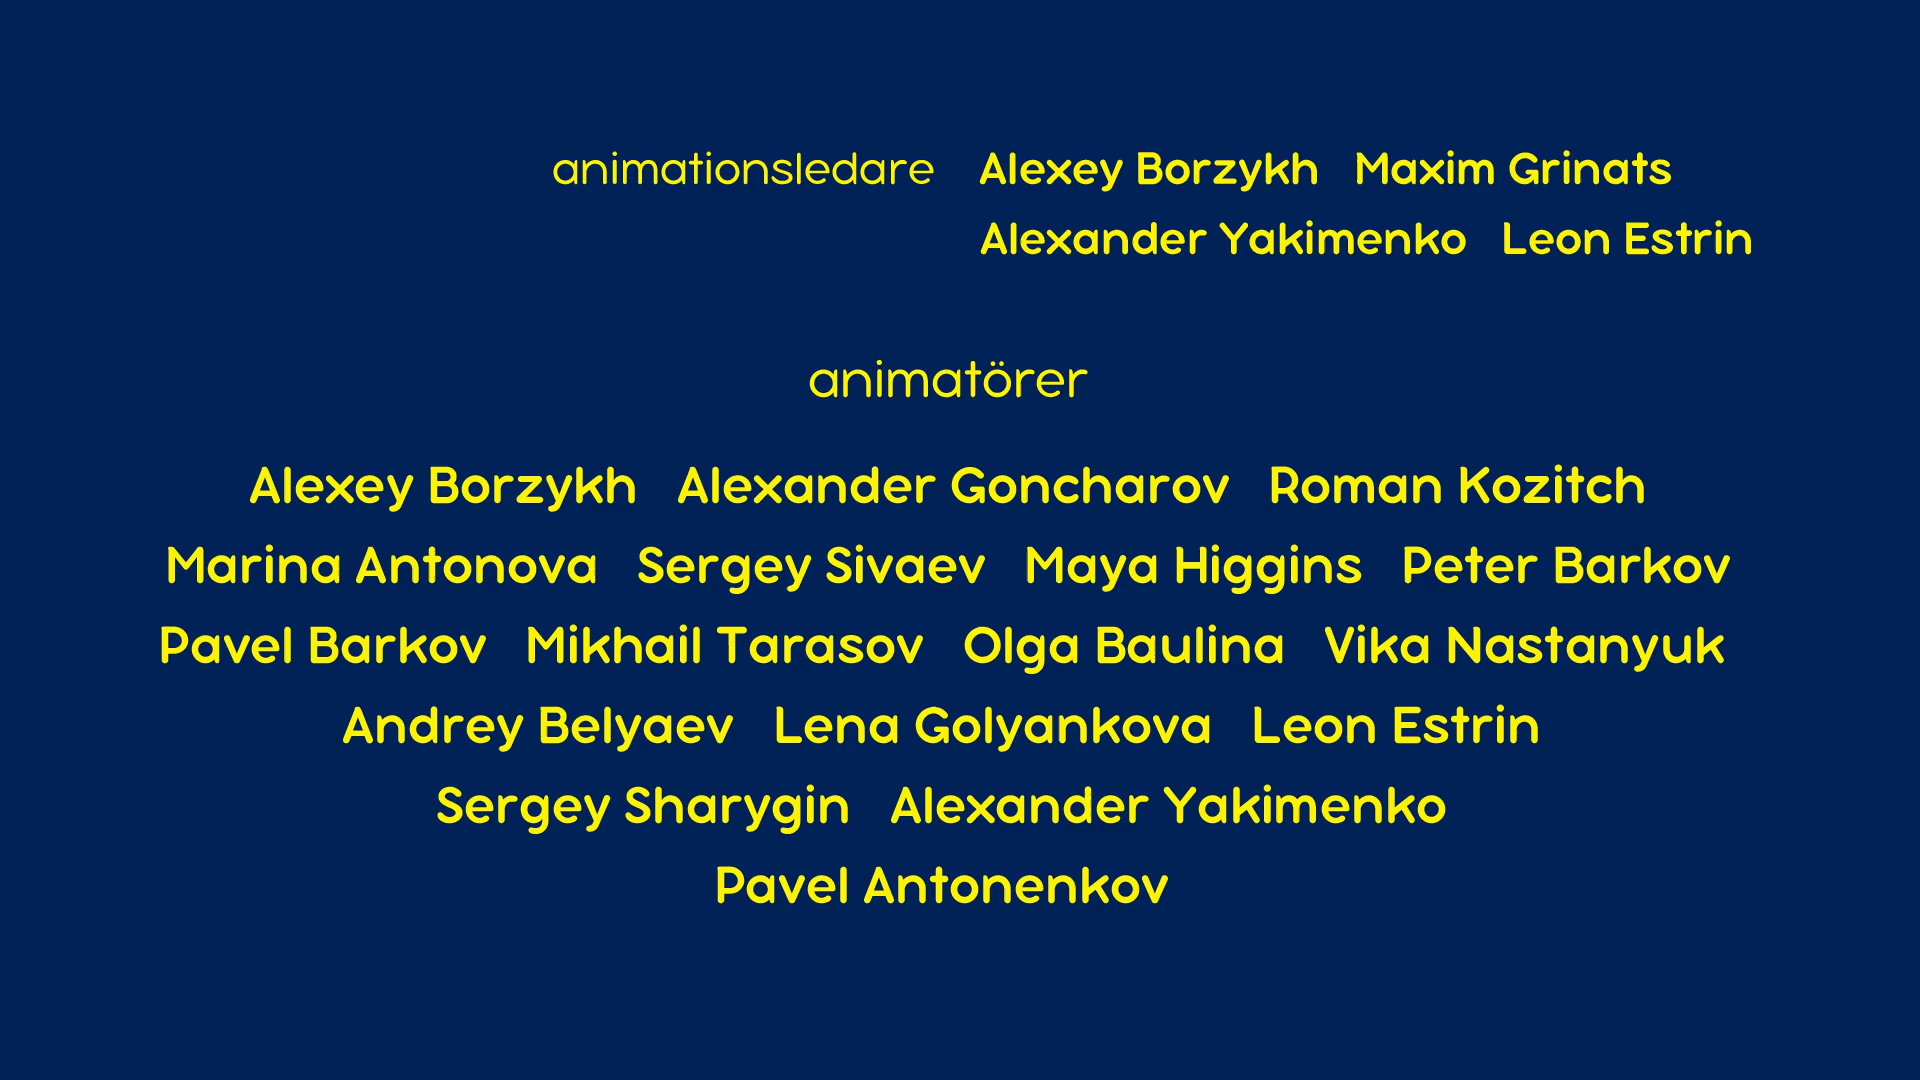 animationsledare Alexey Borzykh Maxim Grinats
Alexander Yakimenko Leon Estrin
animatörer
Alexey Borzykh Alexander Goncharov Roman Kozitch
Marina Antonova Sergey Sivaev Maya Higgins Peter Barkov
Pavel Barkov Mikhail Tarasov Olga Baulina Vika Nastanyuk
Andrey Belyaev Lena Golyankova Leon Estrin
Sergey Sharygin Alexander Yakimenko
Pavel Antonenkov